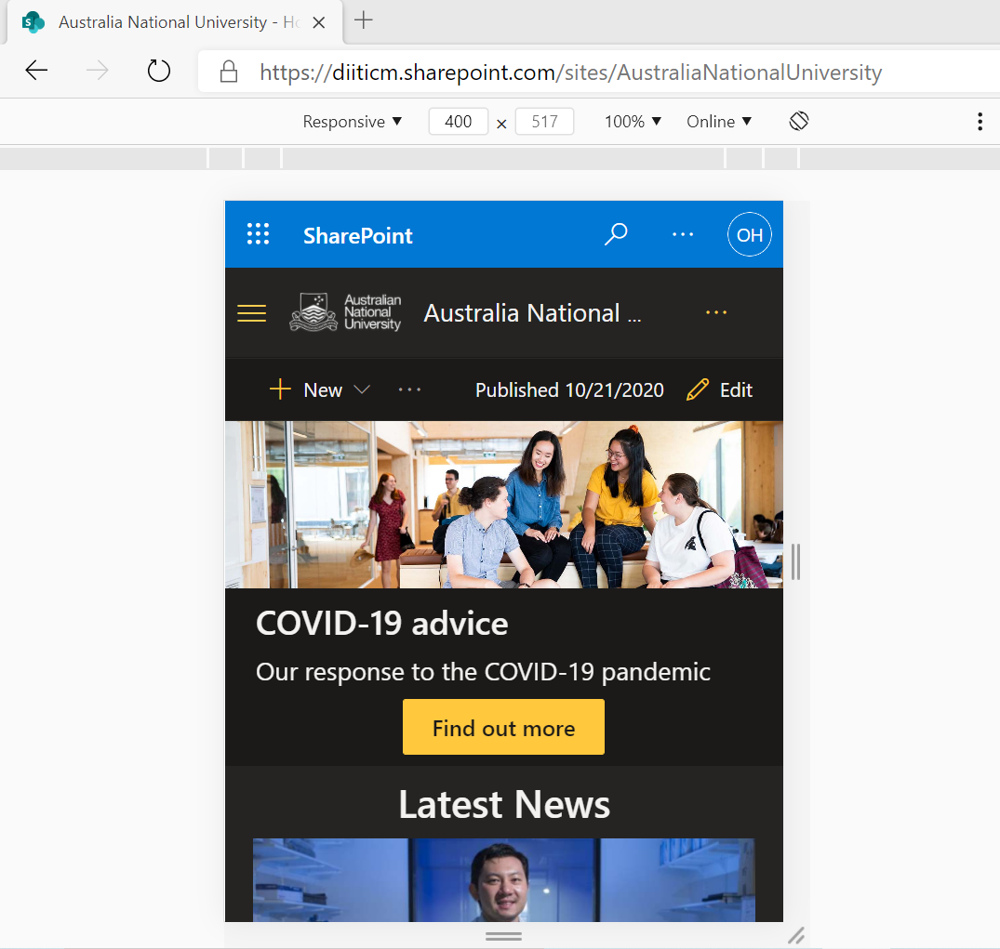 Australia National University - Ho
https://diiticm.sharepoint.com/sites/AustraliaNationalUniversity
Responsive 400 × 517 100% Online
SharePoint OH
Australian
National
University
Australia National ...
New Published 10/21/2020 Edit
COVID-19 advice
Our response to the COVID-19 pandemic
Find out more
Latest News